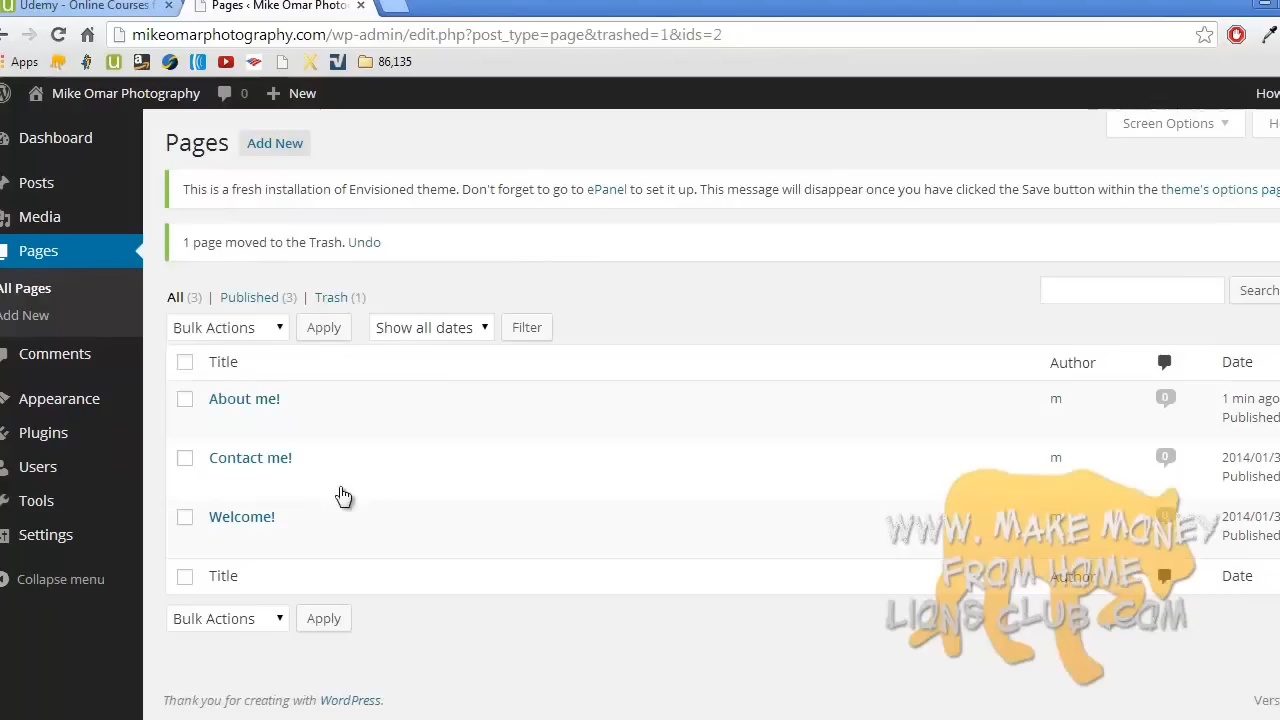 Udemy - Online Courses f
Pages ‹ Mike Omar Photo
mikeomarphotography.com/wp-admin/edit.php?post_type=page&trashed=1&ids=2
Apps
86,135
Mike Omar Photography 0 + New
How
Dashboard
Posts
Media
Pages
All Pages
Add New
Comments
Appearance
Plugins
Users
Tools
Settings
Collapse menu
Screen Options
Pages Add New
This is a fresh installation of Envisioned theme. Don't forget to go to ePanel to set it up. This message will disappear once you have clicked the Save button within the theme's options pag
1 page moved to the Trash. Undo
All (3) | Published (3) | Trash (1)
Search
Bulk Actions Apply Show all dates Filter
Title Author Date
About me! m 0 1 min ago
Published
Contact me! m 0 2014/01/3
Published
Welcome! m 2014/01/3
Published
Title Author Date
Bulk Actions Apply
WWW. MAKE MONEY
FROM HOME
LIONS CLUB .COM
Thank you for creating with WordPress.
Vers